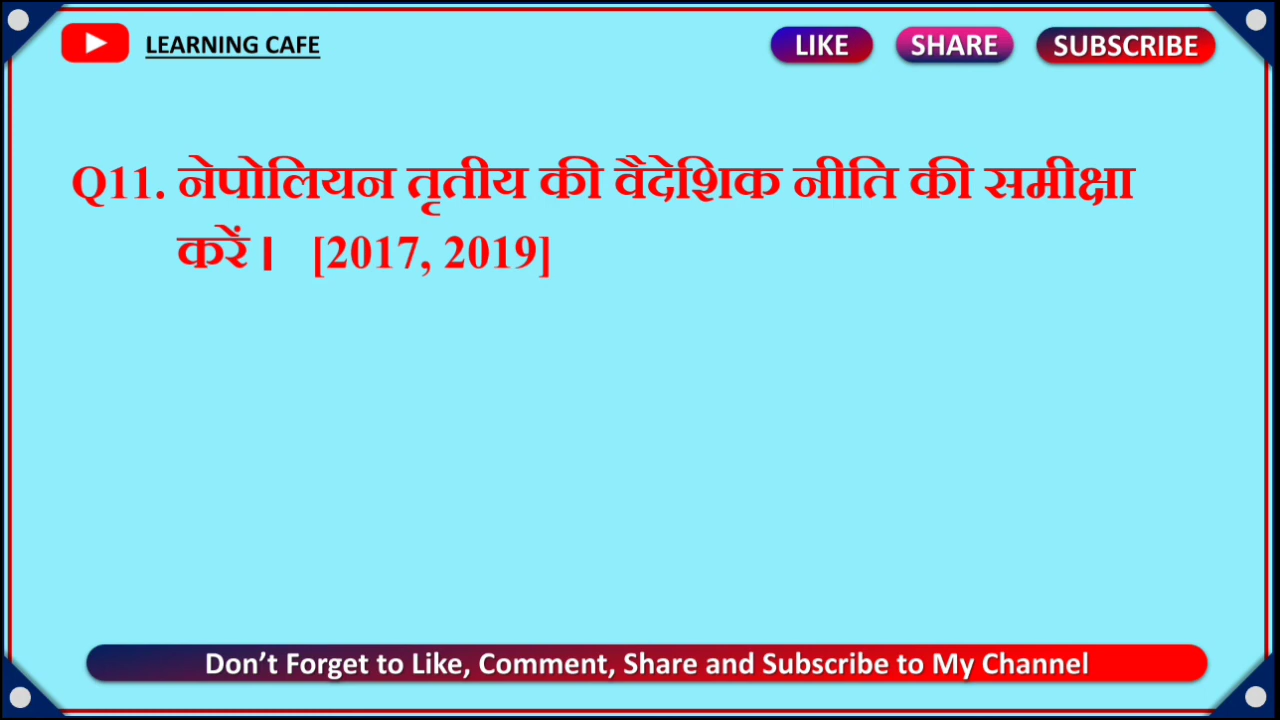 LEARNING CAFE
LIKE SHARE SUBSCRIBE
Q11. नेपोलियन तृतीय की वैदेशिक नीति की समीक्षा
करें। [2017, 2019]
Don't Forget to Like, Comment, Share and Subscribe to My Channel